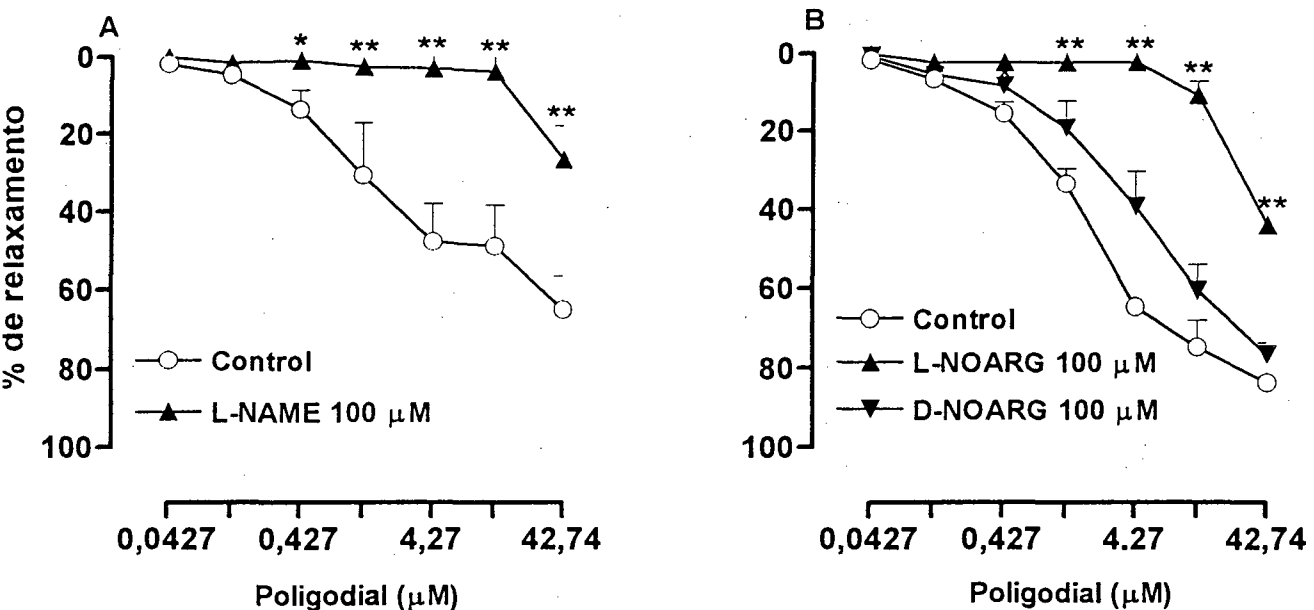 A
* ** ** **
**
0
20
40
60
80
100
% de relaxamento
Control
L-NAME 100 µM
0,0427 0,427 4,27 42,74
Poligodial (µM)
B
** **
**
**
0
20
40
60
80
100
Control
L-NOARG 100 µM
D-NOARG 100 µM
0,0427 0,427 4.27 42,74
Poligodial (µM)